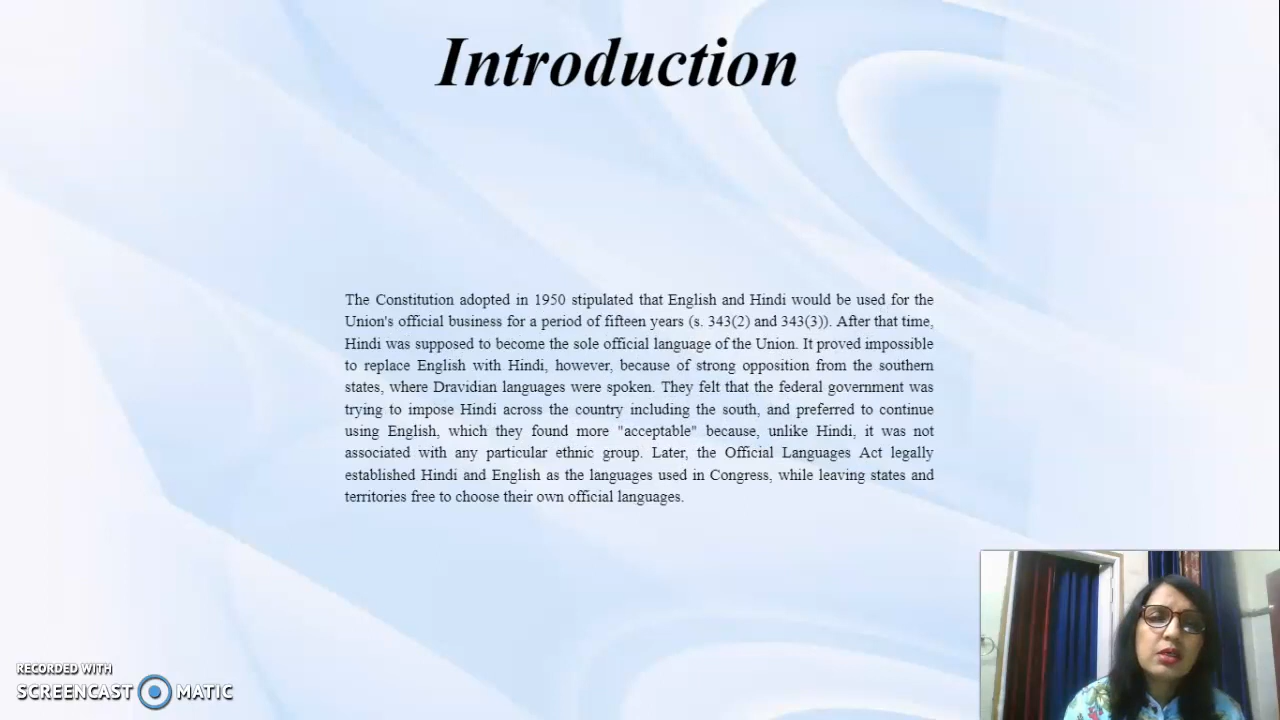 Introduction
The Constitution adopted in 1950 stipulated that English and Hindi would be used for the
Union's official business for a period of fifteen years (s. 343(2) and 343(3)). After that time,
Hindi was supposed to become the sole official language of the Union. It proved impossible
to replace English with Hindi, however, because of strong opposition from the southern
states, where Dravidian languages were spoken. They felt that the federal government was
trying to impose Hindi across the country including the south, and preferred to continue
using English, which they found more "acceptable" because, unlike Hindi, it was not
associated with any particular ethnic group. Later, the Official Languages Act legally
established Hindi and English as the languages used in Congress, while leaving states and
territories free to choose their own official languages.
RECORDED WITH
SCREENCAST MATIC